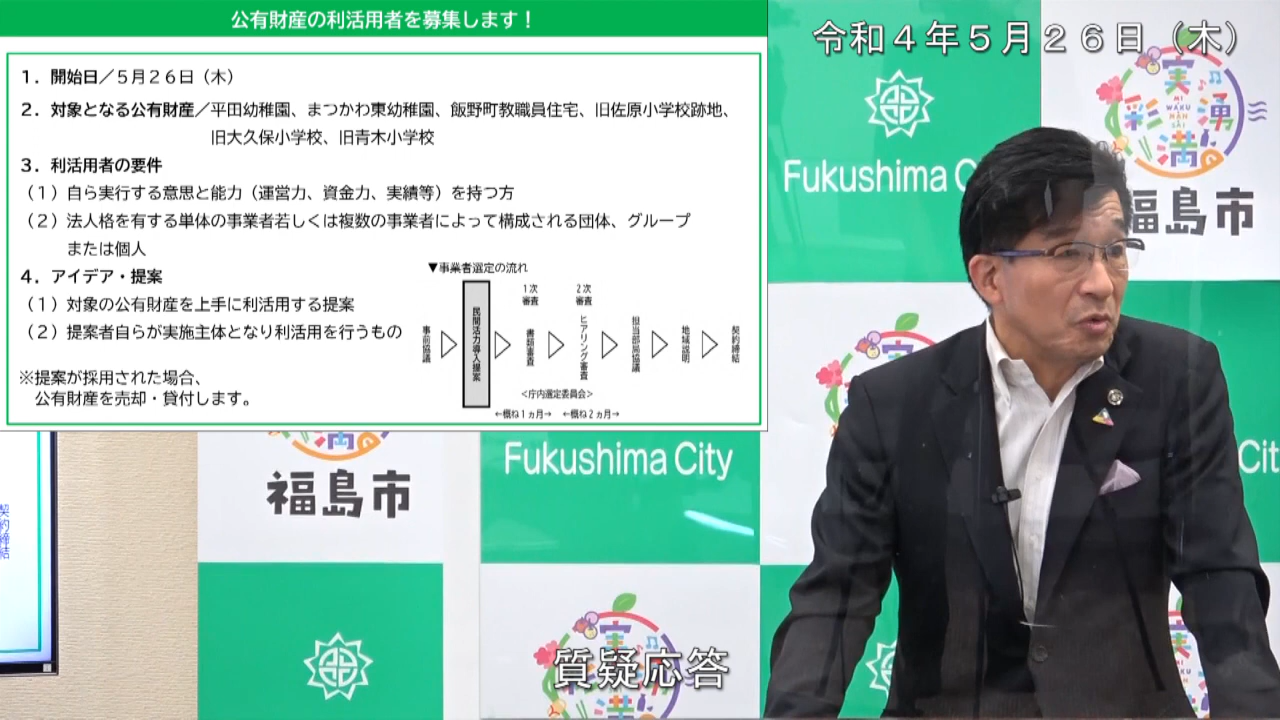 公有財産の利活用者を募集します！
令和４年５月２６日（木）
１．開始日／５月２６日（木）
２．対象となる公有財産／平田幼稚園、まつかわ東幼稚園、飯野町教職員住宅、旧佐原小学校跡地、
旧大久保小学校、旧青木小学校
３．利活用者の要件
（１）自ら実行する意思と能力（運営力、資金力、実績等）を持つ方
（２）法人格を有する単体の事業者若しくは複数の事業者によって構成される団体、グループ
または個人
４．アイデア・提案
（１）対象の公有財産を上手に利活用する提案
（２）提案者自らが実施主体となり利活用を行うもの
※提案が採用された場合、
公有財産を売却・貸付します。
▼事業者選定の流れ
事前協議
民間活力導入提案
１次
審査
書類審査
２次
審査
ヒアリング審査
担当部局協議
地域説明
契約締結
＜庁内選定委員会＞
←概ね１ヵ月→ ←概ね２ヵ月→
Fukushima C
実湧満彩
MI WAKU MAN SAI
福島市
実
満
福島市
Fukushima City
Cit
契約締結
実
質疑応答